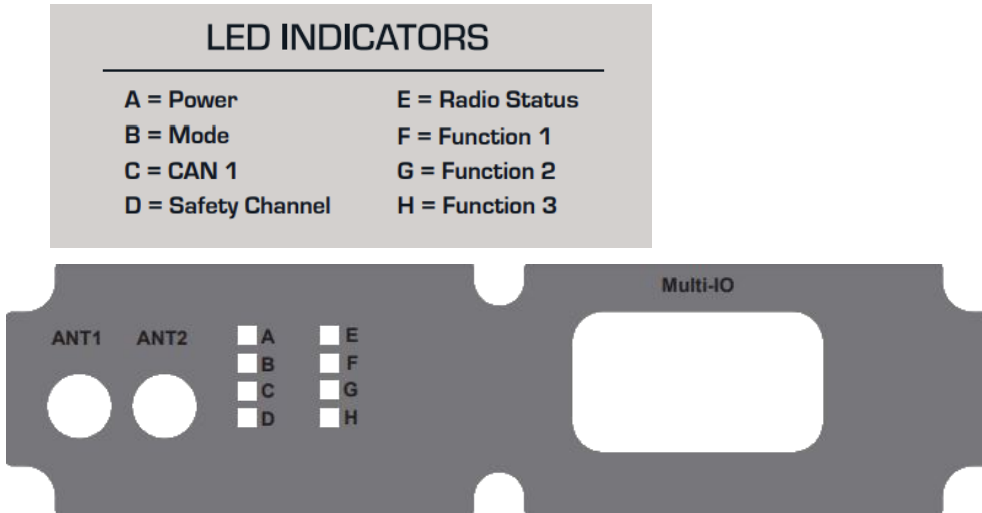 LED INDICATORS
A = Power
B = Mode
C = CAN 1
D = Safety Channel
E = Radio Status
F = Function 1
G = Function 2
H = Function 3
Multi-IO
ANT1 ANT2
A
B
C
D
E
F
G
H